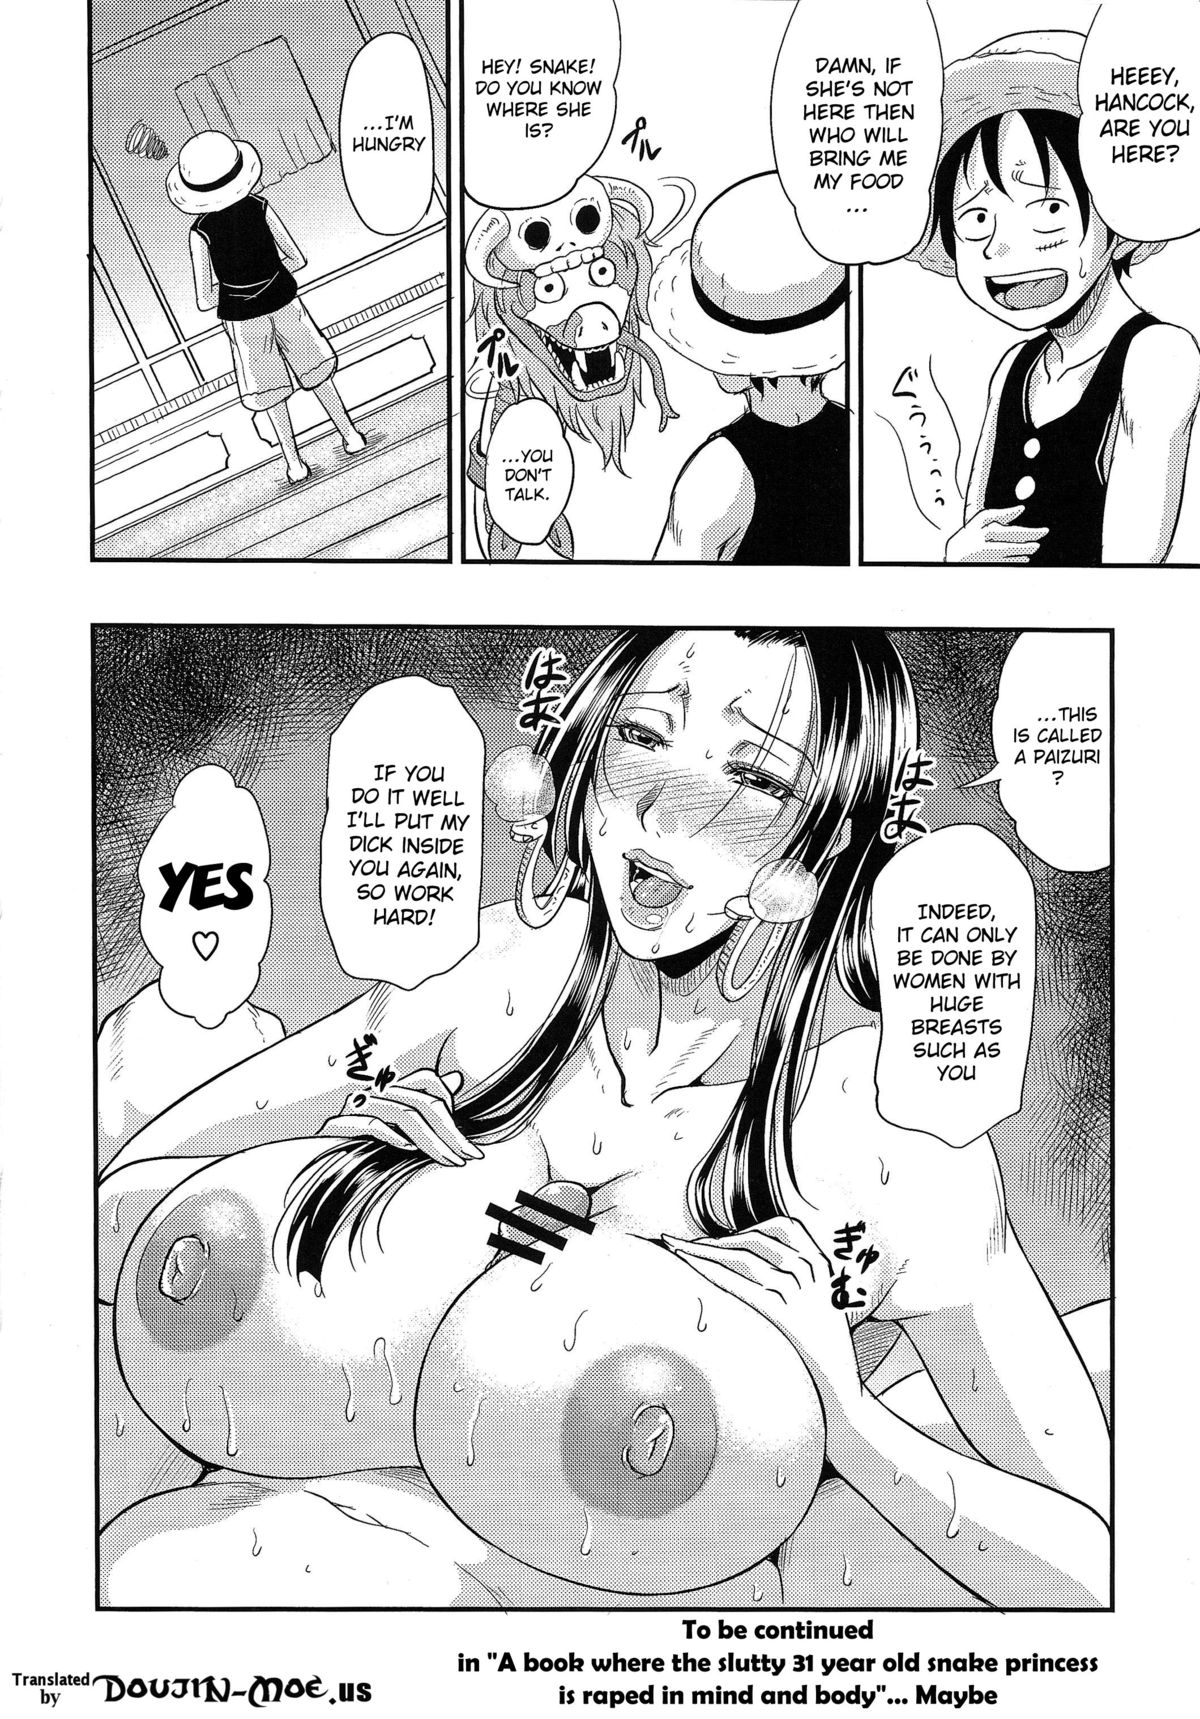 HEEEY,
HANCOCK,
ARE YOU
HERE?
ぐぅぅぅっ
DAMN, IF
SHE'S NOT
HERE THEN
WHO WILL
BRING ME
MY FOOD
...
HEY! SNAKE!
DO YOU KNOW
WHERE SHE
IS?
プル
プル
...YOU
DON'T
TALK.
...I'M
HUNGRY
...THIS
IS CALLED
A PAIZURI
?
はぁ
はぁ
INDEED,
IT CAN ONLY
BE DONE BY
WOMEN WITH
HUGE
BREASTS
SUCH AS
YOU
IF YOU
DO IT WELL
I'LL PUT MY
DICK INSIDE
YOU AGAIN,
SO WORK
HARD!
YES
♡
ぎゅっ
ぎゅむ
To be continued
in "A book where the slutty 31 year old snake princess
is raped in mind and body"... Maybe
Translated
by DOUJIN-MOE.us